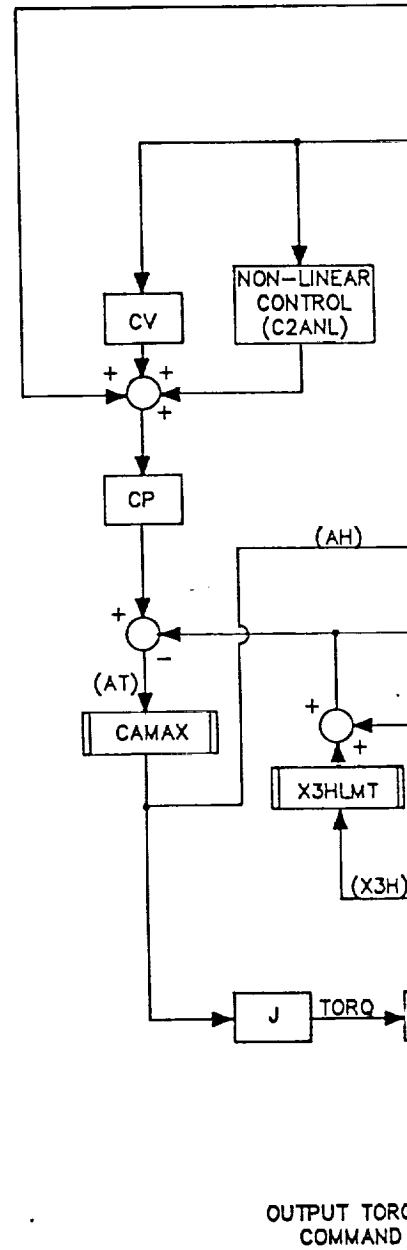 NON-LINEAR
CONTROL
(C2ANL)
CV
+
+
+
CP
(AH)
+
−
(AT)
+
+
CAMAX
X3HLMT
(X3H)
J
TORQ
OUTPUT TORQ
COMMAND